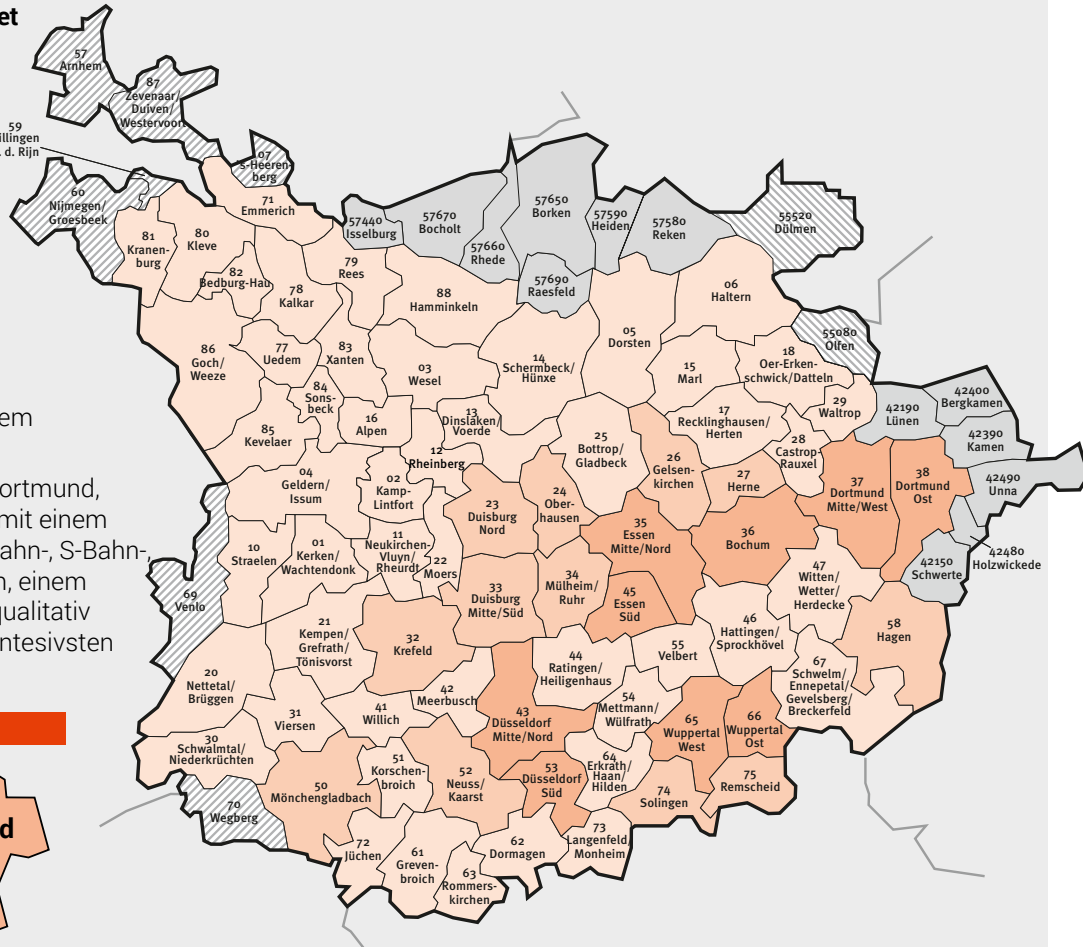 et
57
Arnhem
87
Zevenaar/
Duiven/
Westervoort
59
illingen
. d. Rijn
07
s-Heeren-
berg
60
Nijmegen/
Groesbeek
71
Emmerich
57440
Isselburg
57670
Bocholt
57660
Rhede
57650
Borken
57590
Heiden
57580
Reken
55520
Dülmen
81
Kranen-
burg
80
Kleve
82
Bedburg-Hau
78
Kalkar
79
Rees
88
Hamminkeln
57690
Raesfeld
06
Haltern
05
Dorsten
55080
Olfen
86
Goch/
Weeze
77
Uedem
83
Xanten
03
Wesel
14
Schermbeck/
Hünxe
15
Marl
18
Oer-Erken-
schwick/Datteln
84
Sons-
beck
85
Kevelaer
16
Alpen
13
Dinslaken/
Voerde
12
Rheinberg
17
Recklinghausen/
Herten
29
Waltrop
28
Castrop-
Rauxel
42190
Lünen
42400
Bergkamen
42390
Kamen
42490
Unna
42480
Holzwickede
42150
Schwerte
em
ortmund,
mit einem
ahn-, S-Bahn-,
n, einem
qualitativ
ntesivsten
04
Geldern/
Issum
02
Kamp-
Lintfort
25
Bottrop/
Gladbeck
26
Gelsen-
kirchen
27
Herne
37
Dortmund
Mitte/West
38
Dortmund
Ost
23
Duisburg
Nord
24
Ober-
hausen
35
Essen
Mitte/Nord
36
Bochum
10
Straelen
01
Kerken/
Wachtendonk
11
Neukirchen-
Vluyn/
Rheurdt
22
Moers
33
Duisburg
Mitte/Süd
34
Mülheim/
Ruhr
45
Essen
Süd
47
Witten/
Wetter/
Herdecke
69
Venlo
21
Kempen/
Grefrath/
Tönisvorst
32
Krefeld
46
Hattingen/
Sprockhövel
58
Hagen
20
Nettetal/
Brüggen
31
Viersen
41
Willich
42
Meerbusch
44
Ratingen/
Heiligenhaus
55
Velbert
67
Schwelm/
Ennepetal/
Gevelsberg/
Breckerfeld
43
Düsseldorf
Mitte/Nord
54
Mettmann/
Wülfrath
65
Wuppertal
West
66
Wuppertal
Ost
30
Schwalmtal/
Niederkrüchten
50
Mönchengladbach
51
Korschen-
broich
52
Neuss/
Kaarst
53
Düsseldorf
Süd
64
Erkrath/
Haan/
Hilden
74
Solingen
75
Remscheid
70
Wegberg
72
Jüchen
61
Greven-
broich
63
Rommers-
kirchen
62
Dormagen
73
Langenfeld/
Monheim
d